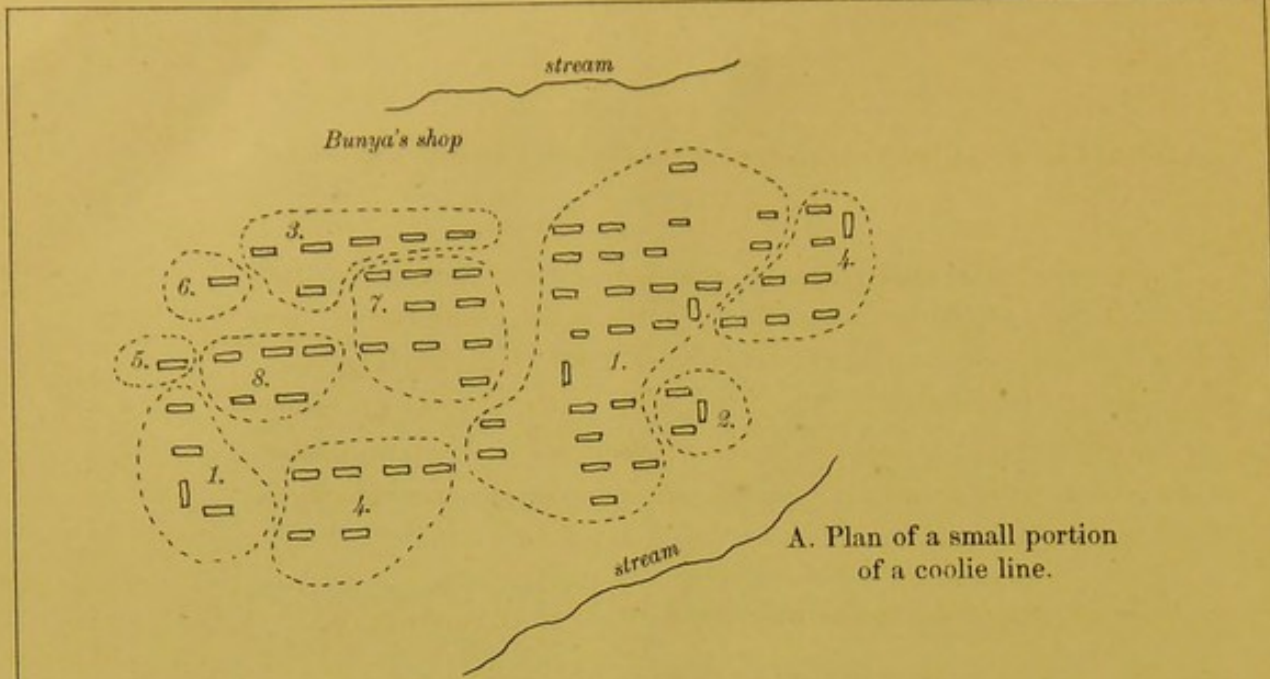 stream
Bunya's shop
3.
4.
6.
7.
5.
1.
8.
2.
1.
4.
stream
A. Plan of a small portion
of a coolie line.